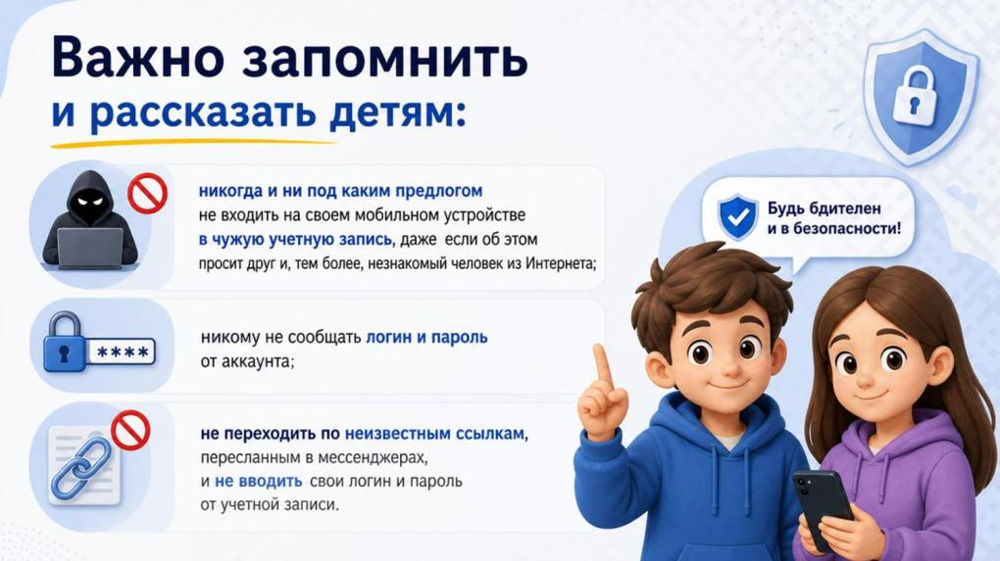 Важно запомнить
и рассказать детям:
никогда и ни под каким предлогом
не входить на своем мобильном устройстве
в чужую учетную запись, даже если об этом
просит друг и, тем более, незнакомый человек из Интернета;
Будь бдителен
и в безопасности!
****
никому не сообщать логин и пароль
от аккаунта;
не переходить по неизвестным ссылкам,
пересланным в мессенджерах,
и не вводить свои логин и пароль
от учетной записи.